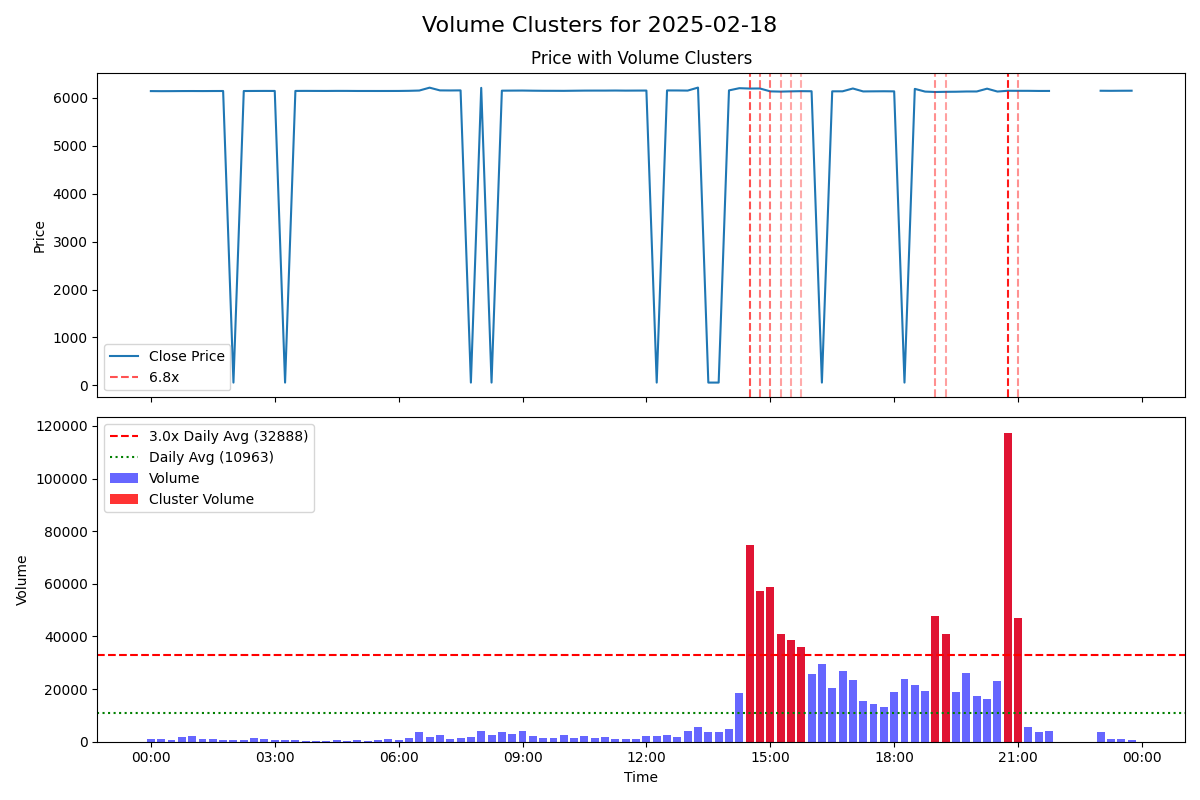 Volume Clusters for 2025-02-18
Price with Volume Clusters
6000
5000
4000
3000
2000
1000
0
Price
Close Price
6.8x
120000
100000
80000
60000
40000
20000
0
Volume
3.0x Daily Avg (32888)
Daily Avg (10963)
Volume
Cluster Volume
00:00
03:00
06:00
09:00
12:00
15:00
18:00
21:00
00:00
Time